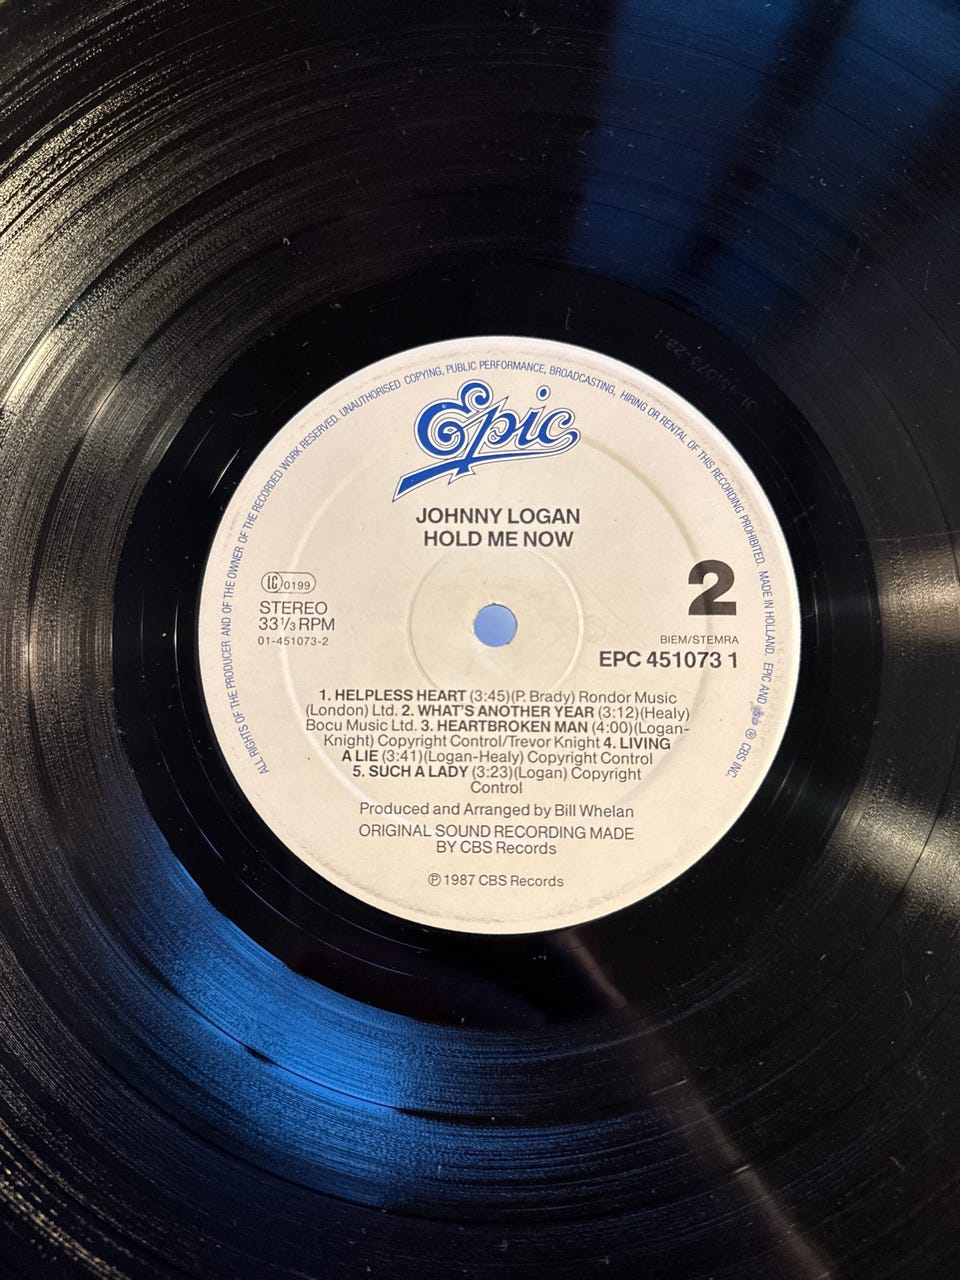 ALL RIGHTS OF THE PRODUCER AND OF THE OWNER OF THE RECORDED WORK RESERVED. UNAUTHORISED COPYING, PUBLIC PERFORMANCE, BROADCASTING, HIRING OR RENTAL OF THIS RECORDING PROHIBITED. MADE IN HOLLAND. EPC AND ® CBS INC.
Epic
JOHNNY LOGAN
HOLD ME NOW
LC 0199
STEREO
33 1/3 RPM
01-451073-2
2
BIEM/STEMRA
EPC 451073 1
1. HELPLESS HEART (3:45)(P. Brady) Rondor Music
(London) Ltd. 2. WHAT'S ANOTHER YEAR (3:12)(Healy)
Bocu Music Ltd. 3. HEARTBROKEN MAN (4:00)(Logan-
Knight) Copyright Control/Trevor Knight 4. LIVING
A LIE (3:41)(Logan-Healy) Copyright Control
5. SUCH A LADY (3:23)(Logan) Copyright
Control
Produced and Arranged by Bill Whelan
ORIGINAL SOUND RECORDING MADE
BY CBS Records
℗ 1987 CBS Records